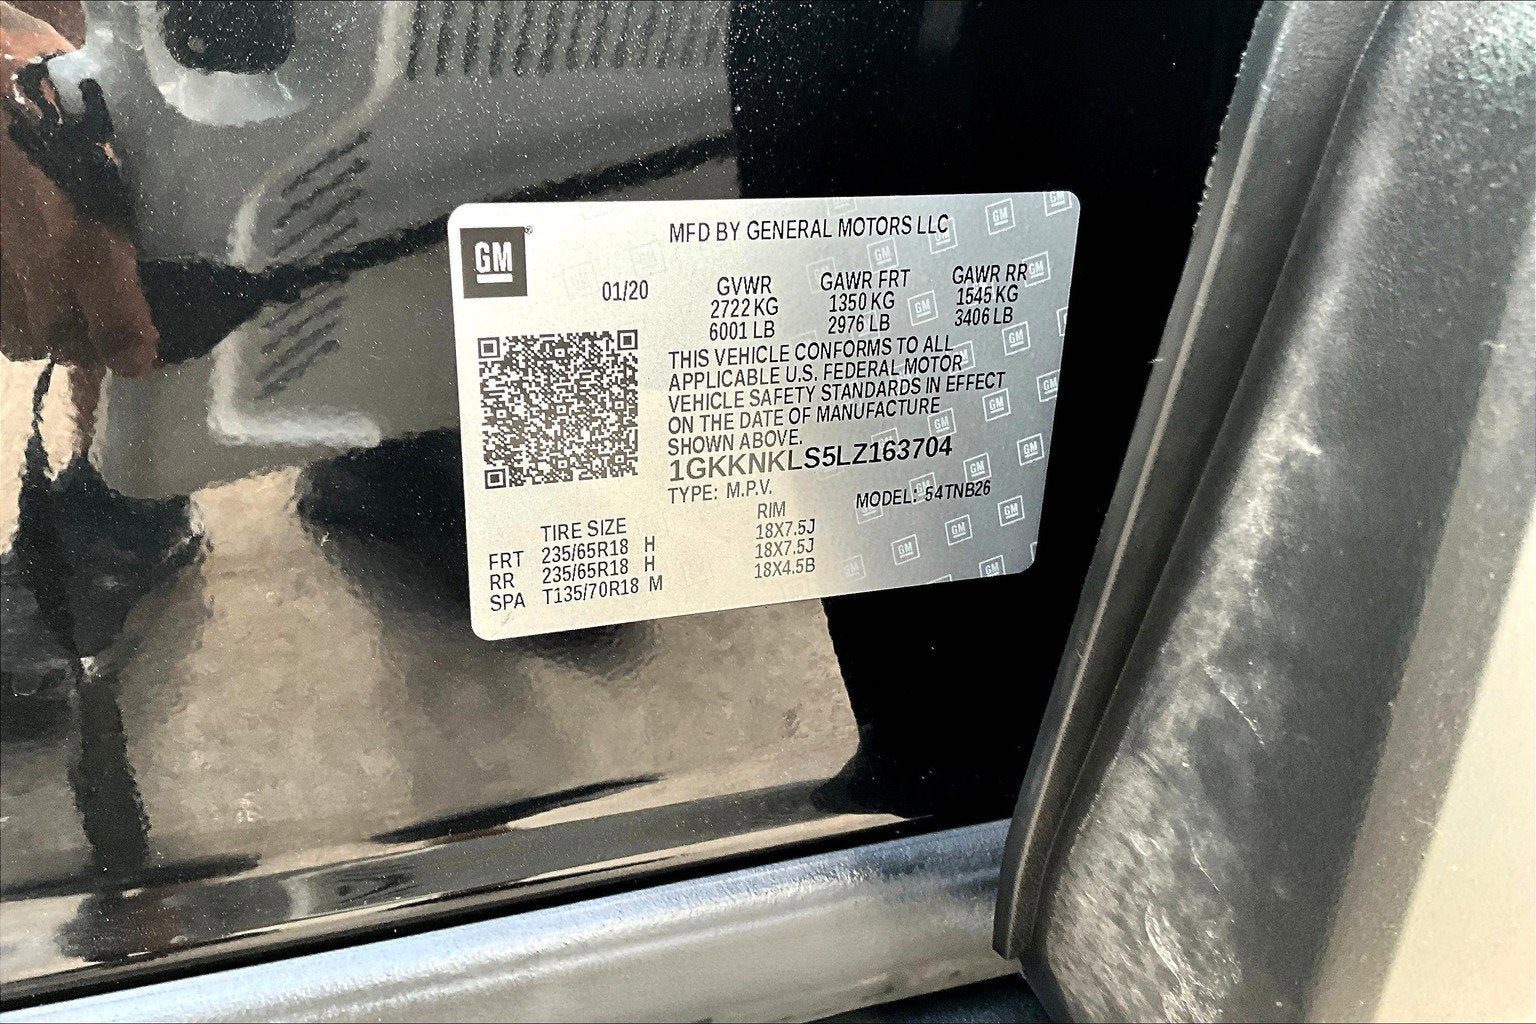 GM
MFD BY GENERAL MOTORS LLC
01/20
GVWR GAWR FRT GAWR RR
2722 KG 1350 KG 1545 KG
6001 LB 2976 LB 3406 LB
THIS VEHICLE CONFORMS TO ALL
APPLICABLE U.S. FEDERAL MOTOR
VEHICLE SAFETY STANDARDS IN EFFECT
ON THE DATE OF MANUFACTURE
SHOWN ABOVE.
1GKKNKLS5LZ163704
TYPE: M.P.V. MODEL: 54TNB26
TIRE SIZE RIM
FRT 235/65R18 H 18X7.5J
RR 235/65R18 H 18X7.5J
SPA T135/70R18 M 18X4.5B